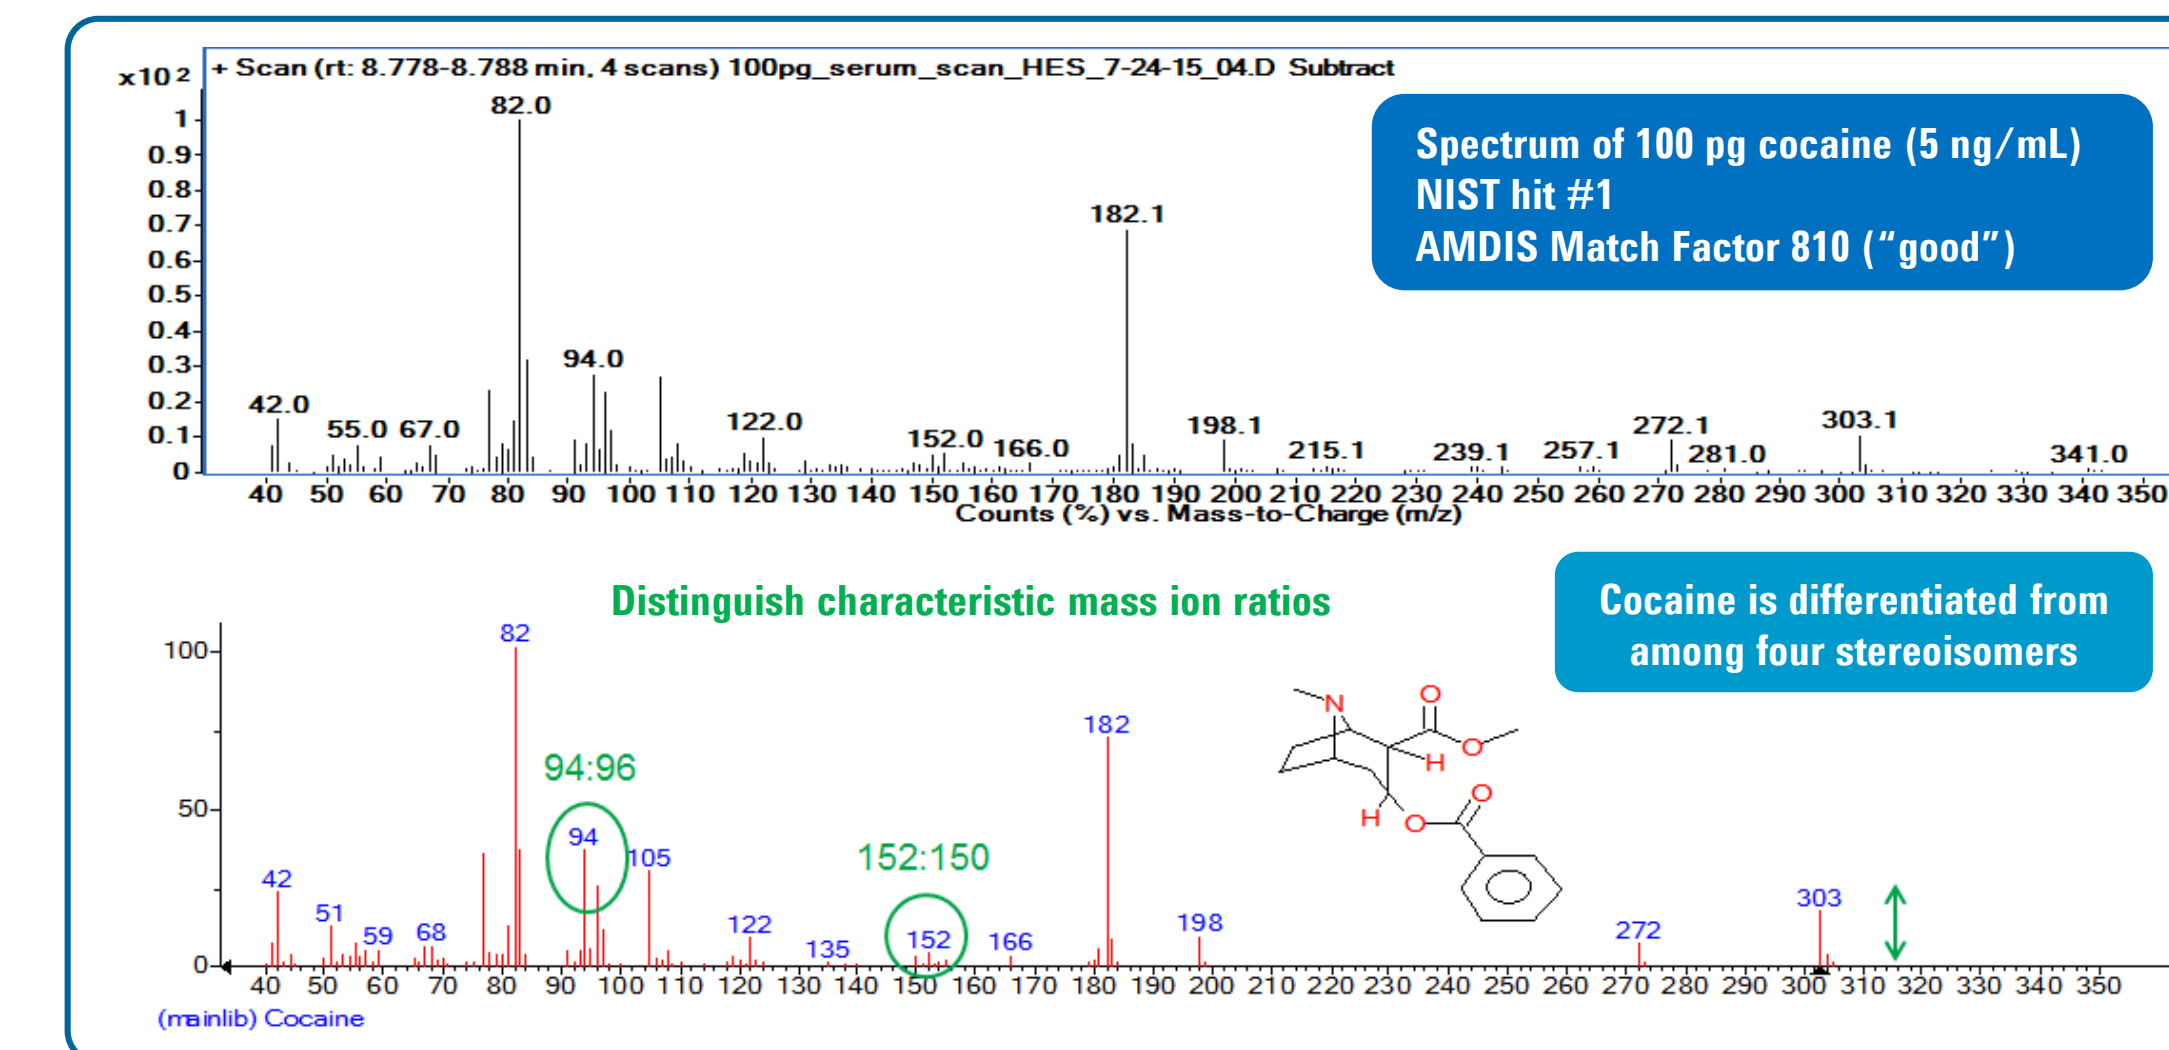 x10 2
+ Scan (rt: 8.778-8.788 min, 4 scans) 100pg_serum_scan_HES_7-24-15_04.D Subtract
Spectrum of 100 pg cocaine (5 ng/mL)
NIST hit #1
AMDIS Match Factor 810 (“good”)
1
0.9
0.8
0.7
0.6
0.5
0.4
0.3
0.2
0.1
0
82.0
182.1
94.0
42.0
55.0 67.0
122.0
152.0 166.0
198.1
215.1
239.1
257.1
272.1
281.0
303.1
341.0
40 50 60 70 80 90 100 110 120 130 140 150 160 170 180 190 200 210 220 230 240 250 260 270 280 290 300 310 320 330 340 350
Counts (%) vs. Mass-to-Charge (m/z)
Distinguish characteristic mass ion ratios
Cocaine is differentiated from
among four stereoisomers
100
50
0
82
182
94:96
94
105
152:150
42
51
59
68
122
135
152
166
198
272
303
N
O
O
H
O
H
O
40 50 60 70 80 90 100 110 120 130 140 150 160 170 180 190 200 210 220 230 240 250 260 270 280 290 300 310 320 330 340 350
(mainlib) Cocaine